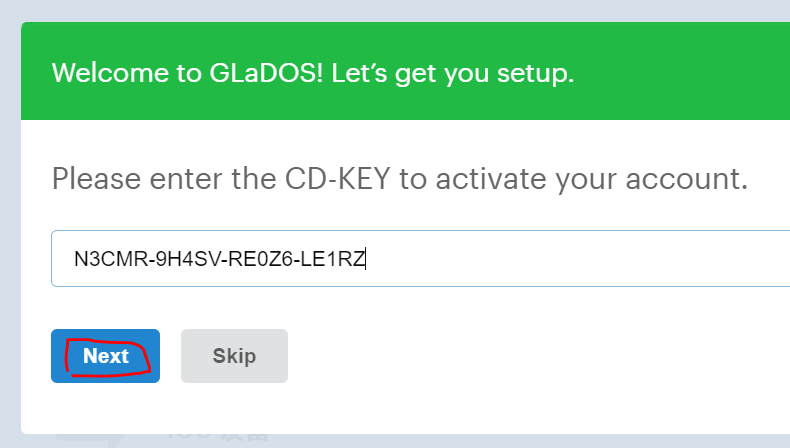 Welcome to GLaDOS! Let's get you setup.
Please enter the CD-KEY to activate your account.
N3CMR-9H4SV-RE0Z6-LE1RZ
Next Skip